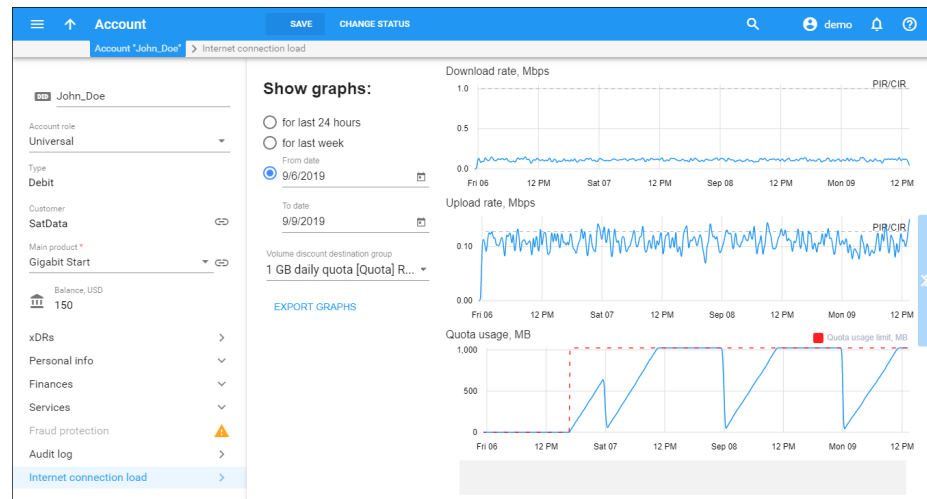 Account
SAVE
CHANGE STATUS
demo
Account "John_Doe"
Internet connection load
DID
John_Doe
Account role
Universal
Type
Debit
Customer
SatData
Main product *
Gigabit Start
Balance, USD
150
xDRs
Personal info
Finances
Services
Fraud protection
Audit log
Internet connection load
Show graphs:
for last 24 hours
for last week
From date
9/6/2019
To date
9/9/2019
Volume discount destination group
1 GB daily quota [Quota] R...
EXPORT GRAPHS
Download rate, Mbps
PIR/CIR
1.0
0.5
0.0
Fri 06 12 PM Sat 07 12 PM Sep 08 12 PM Mon 09 12 PM
Upload rate, Mbps
PIR/CIR
0.10
0.00
Fri 06 12 PM Sat 07 12 PM Sep 08 12 PM Mon 09 12 PM
Quota usage, MB
Quota usage limit, MB
1,000
500
0
Fri 06 12 PM Sat 07 12 PM Sep 08 12 PM Mon 09 12 PM